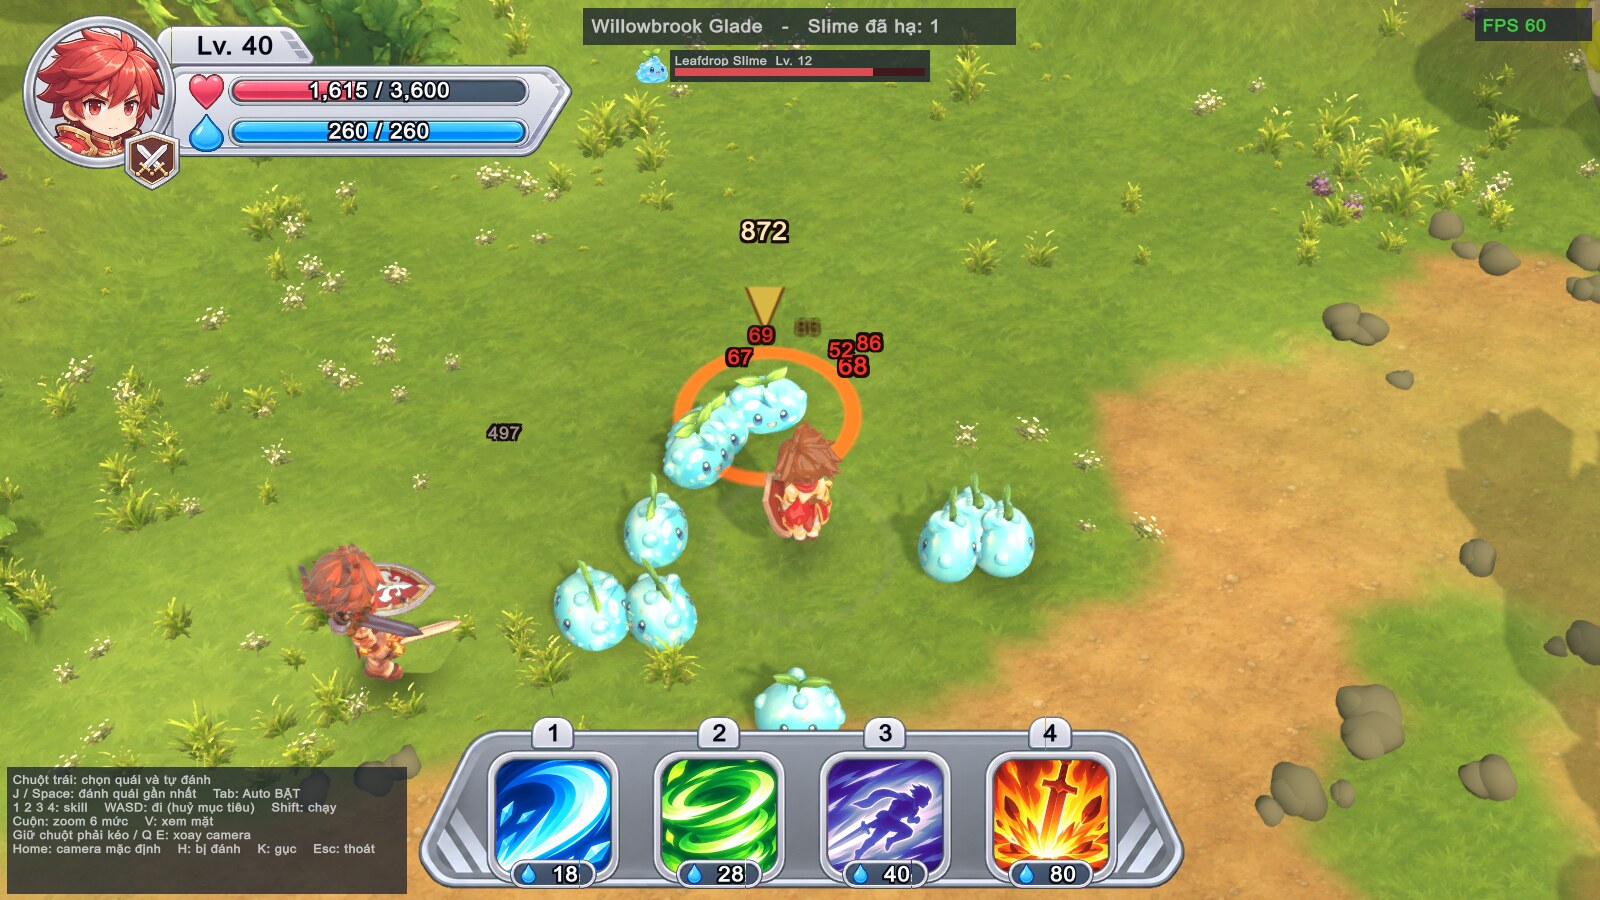 Willowbrook Glade - Slime đã hạ: 1
FPS 60
Lv. 40
Leafdrop Slime Lv. 12
1,615 / 3,600
260 / 260
872
69
67
52
86
68
497
1
2
3
4
Chuột trái: chọn quái và tự đánh
J / Space: đánh quái gần nhất Tab: Auto BẬT
1 2 3 4: skill WASD: đi (huỷ mục tiêu) Shift: chạy
Cuộn: zoom 6 mức V: xem mặt
Giữ chuột phải kéo / Q E: xoay camera
Home: camera mặc định H: bị đánh K: gục Esc: thoát
18
28
40
80